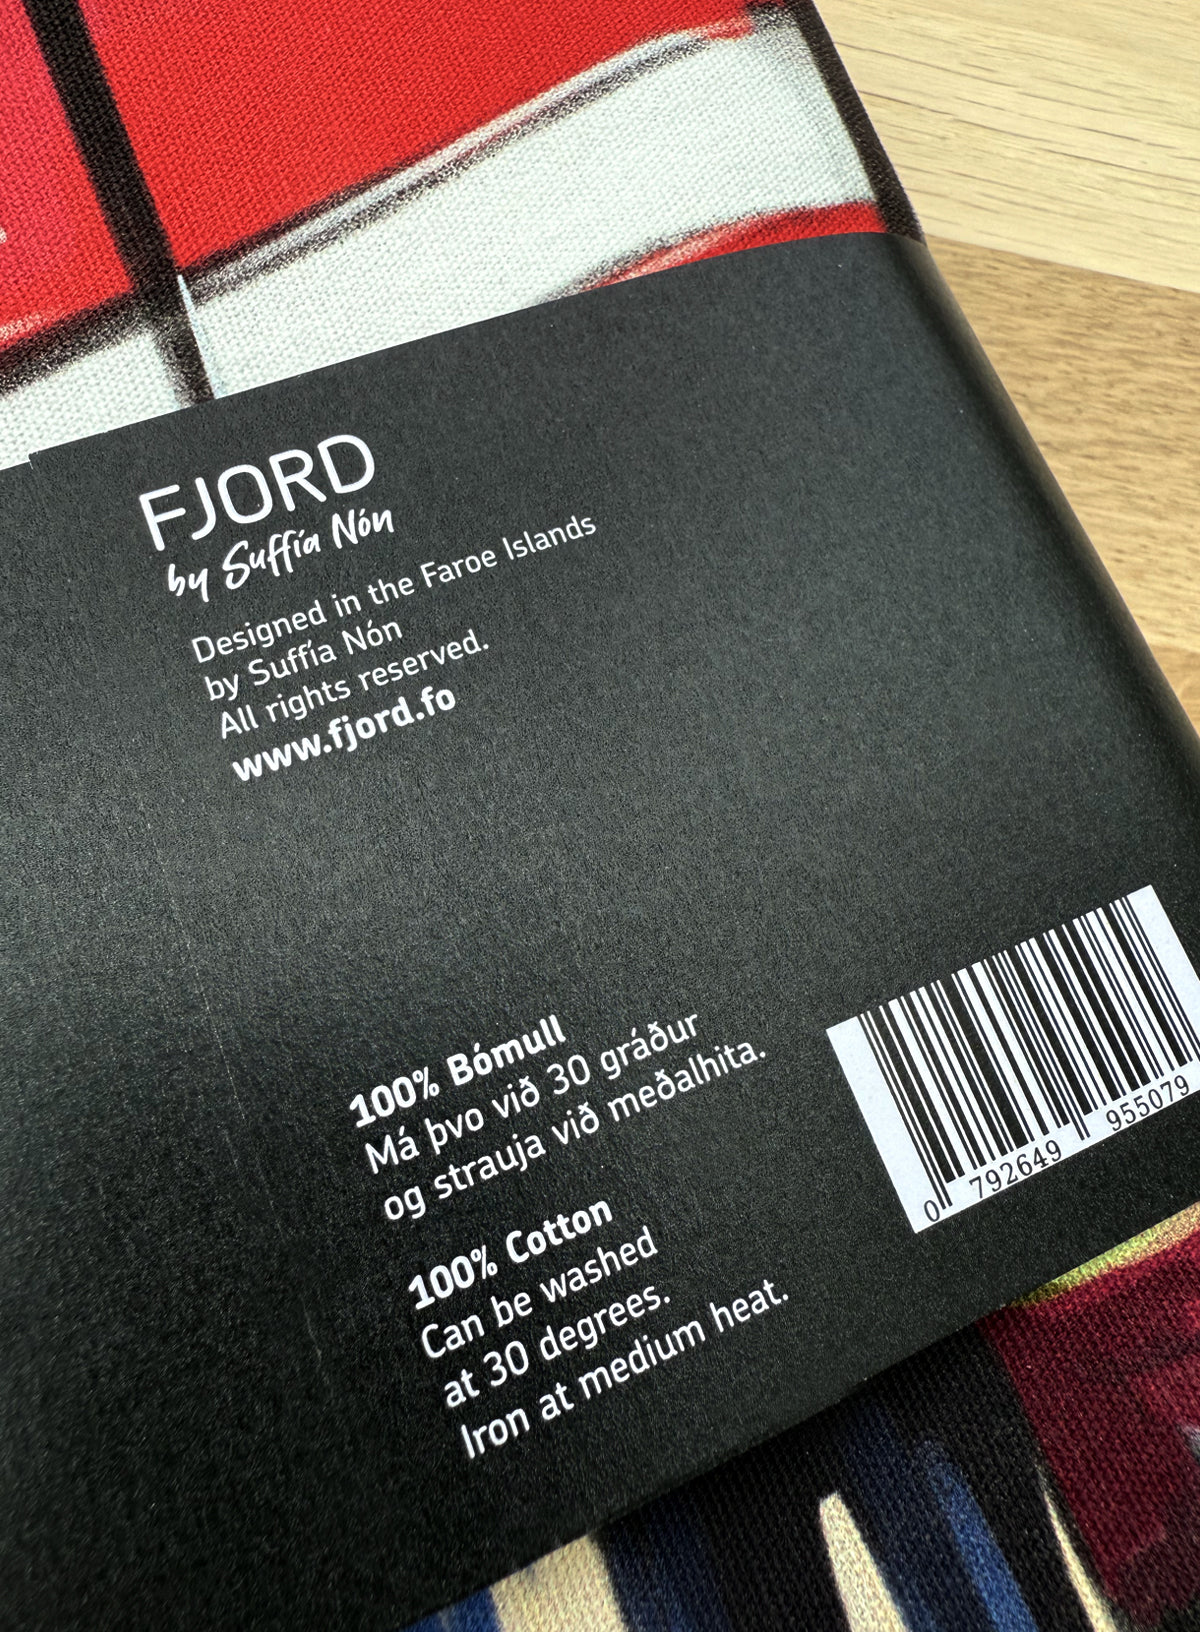 FJORD
by Suffía Nón
Designed in the Faroe Islands
by Suffía Nón
All rights reserved.
www.fjord.fo
100% Bómull
Má þvo við 30 gráður
og strauja við meðalhita.
100% Cotton
Can be washed
at 30 degrees.
Iron at medium heat.
0 792649 955079